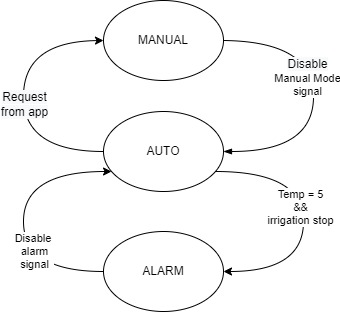 MANUAL
Disable
Manual Mode
signal
Request
from app
AUTO
Temp = 5
&&
irrigation stop
Disable
alarm
signal
ALARM